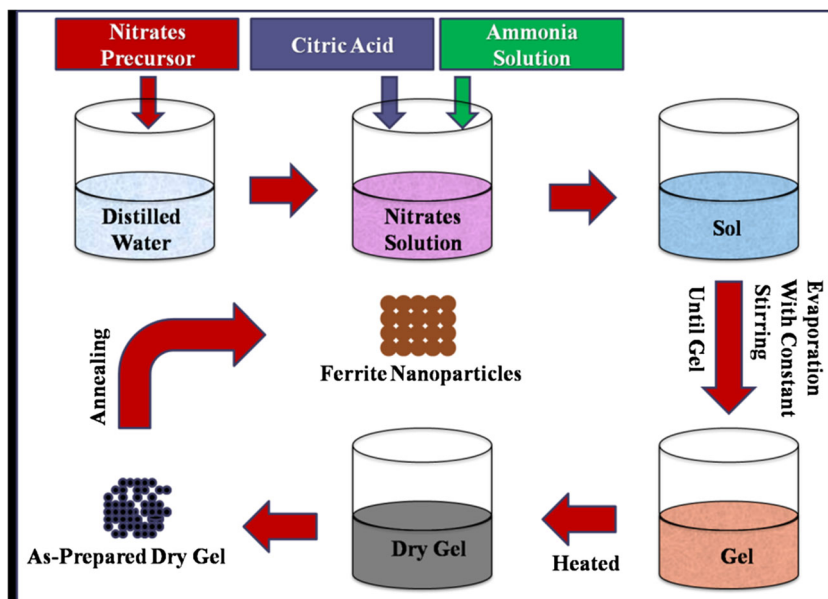 Nitrates
Precursor
Citric Acid
Ammonia
Solution
Distilled
Water
Nitrates
Solution
Sol
Evaporation
With Constant
Stirring
Until Gel
Annealing
Ferrite Nanoparticles
As-Prepared Dry Gel
Dry Gel
Heated
Gel